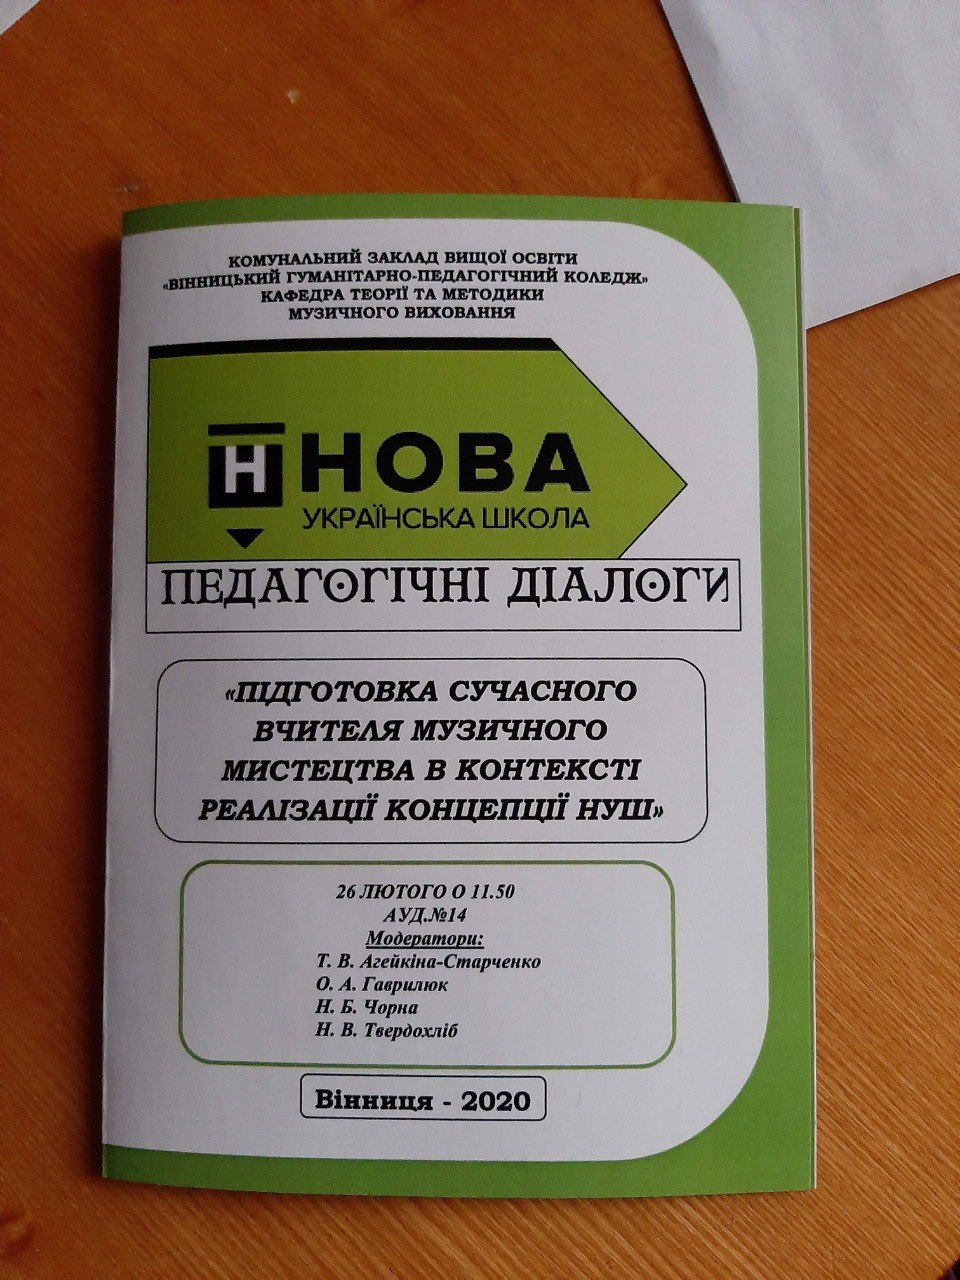 КОМУНАЛЬНИЙ ЗАКЛАД ВИЩОЇ ОСВІТИ
«ВІННИЦЬКИЙ ГУМАНІТАРНО-ПЕДАГОГІЧНИЙ КОЛЕДЖ»
КАФЕДРА ТЕОРІЇ ТА МЕТОДИКИ
МУЗИЧНОГО ВИХОВАННЯ
Н НОВА
УКРАЇНСЬКА ШКОЛА
ПЕДАГОГІЧНІ ДІАЛОГИ
«ПІДГОТОВКА СУЧАСНОГО
ВЧИТЕЛЯ МУЗИЧНОГО
МИСТЕЦТВА В КОНТЕКСТІ
РЕАЛІЗАЦІЇ КОНЦЕПЦІЇ НУШ»
26 ЛЮТОГО О 11.50
АУД.№14
Модератори:
Т. В. Агейкіна-Старченко
О. А. Гаврилюк
Н. Б. Чорна
Н. В. Твердохліб
Вінниця - 2020